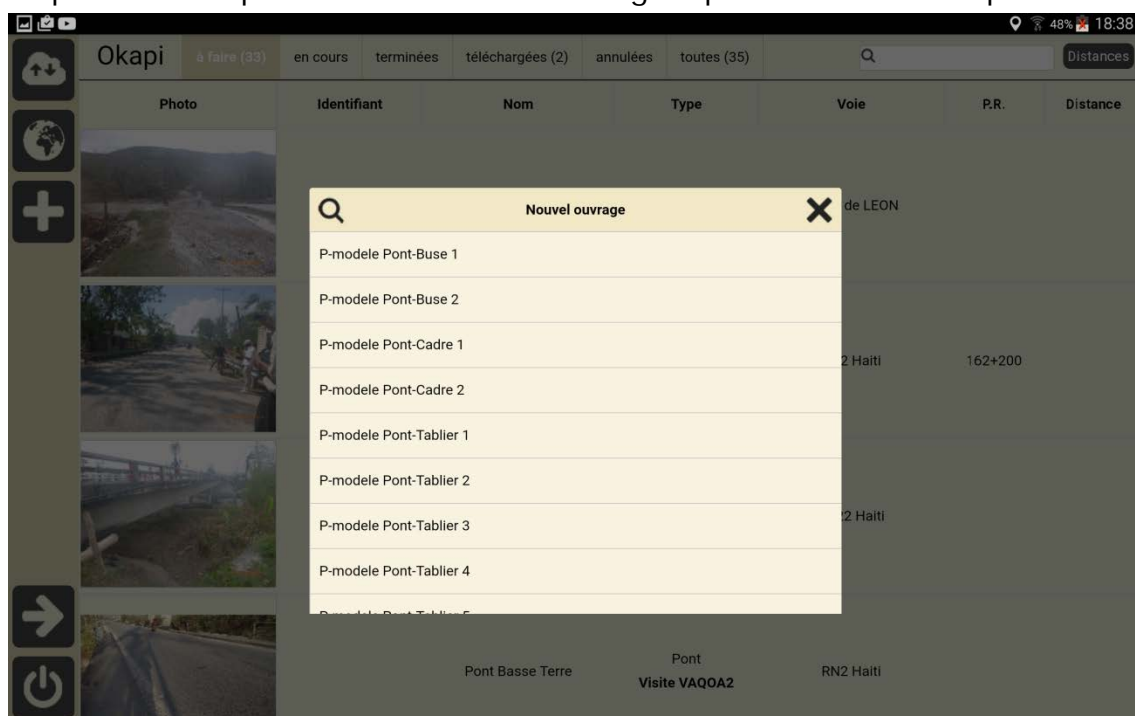 48% 18:38
Okapi à faire (33) en cours terminées téléchargées (2) annulées toutes (35) Distances
Photo Identifiant Nom Type Voie P.R. Distance
de LEON
Nouvel ouvrage
P-modele Pont-Buse 1
P-modele Pont-Buse 2
P-modele Pont-Cadre 1
2 Haiti 162+200
P-modele Pont-Cadre 2
P-modele Pont-Tablier 1
P-modele Pont-Tablier 2
P-modele Pont-Tablier 3
2 Haiti
P-modele Pont-Tablier 4
Pont Basse Terre
Pont
Visite VAQOA2
RN2 Haiti